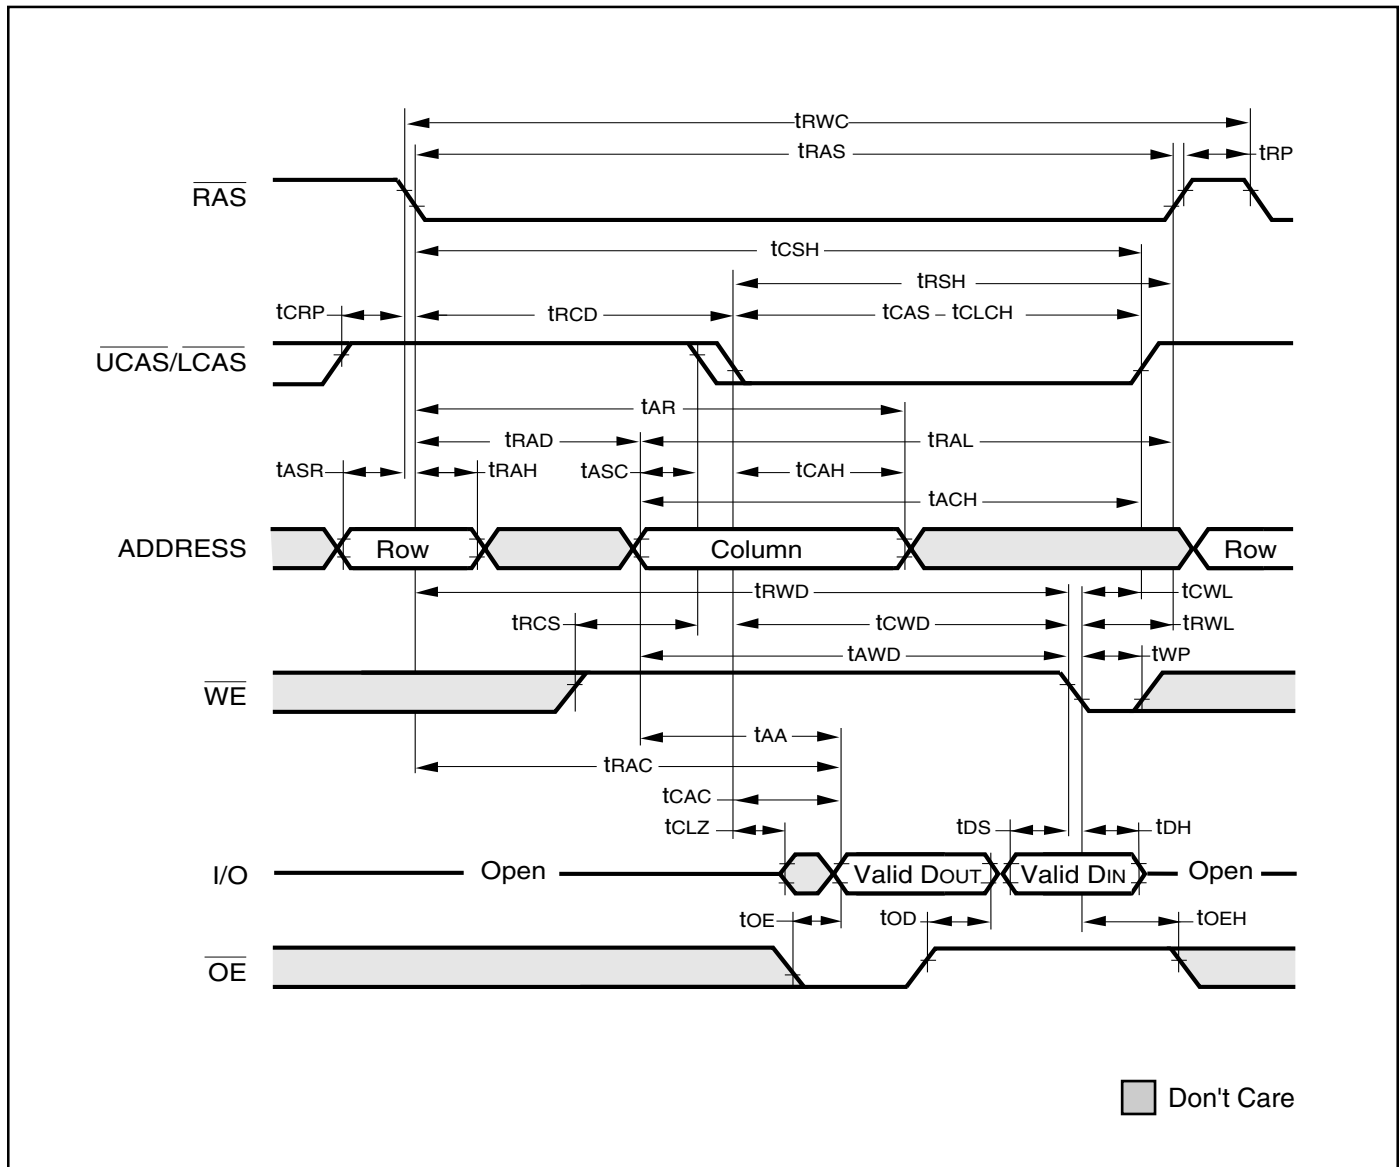 tRWC
tRAS
tRP
RAS
tCSH
tRSH
tCRP
tRCD
tCAS – tCLCH
UCAS/LCAS
tAR
tRAD
tRAL
tASR
tRAH
tASC
tCAH
tACH
ADDRESS
Row
Column
Row
tRWD
tCWL
tRCS
tCWD
tRWL
tAWD
tWP
WE
tAA
tRAC
tCAC
tCLZ
tDS
tDH
I/O
Open
Valid DOUT
Valid DIN
Open
tOE
tOD
tOEH
OE
Don't Care